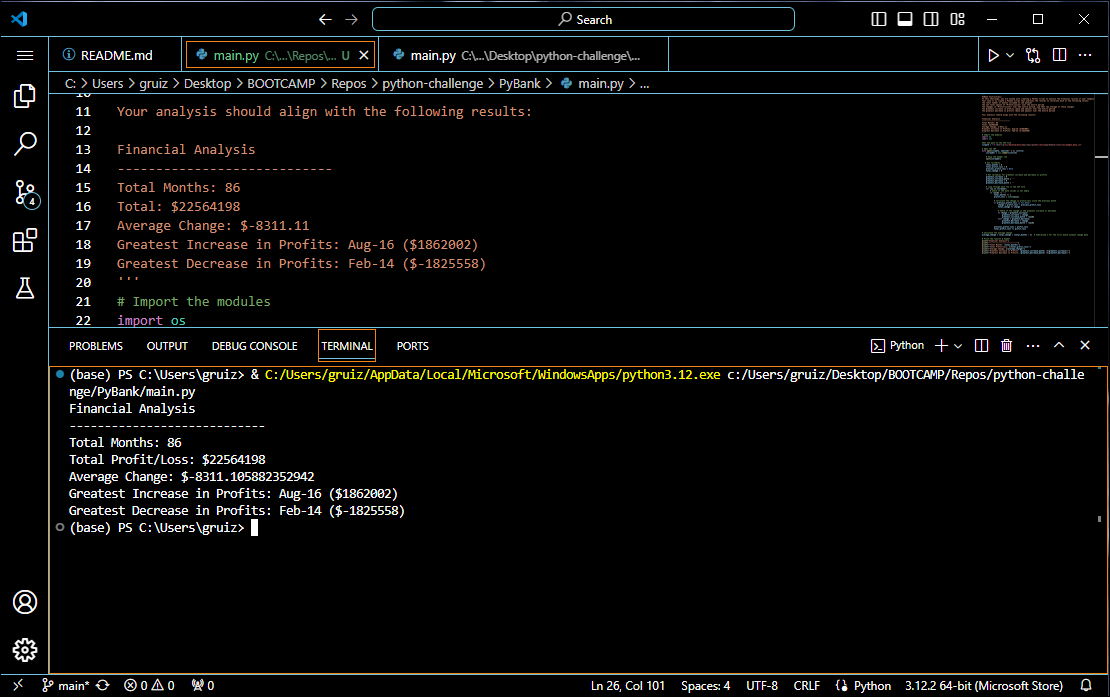 Search
README.md
main.py C:\...\Repos\... U
main.py C:\...\Desktop\python-challenge\...
C: > Users > gruiz > Desktop > BOOTCAMP > Repos > python-challenge > PyBank > main.py > ...
11 Your analysis should align with the following results:
12
13 Financial Analysis
14 ----------------------------
15 Total Months: 86
16 Total: $22564198
17 Average Change: $-8311.11
18 Greatest Increase in Profits: Aug-16 ($1862002)
19 Greatest Decrease in Profits: Feb-14 ($-1825558)
20 '''
21 # Import the modules
22 import os
PROBLEMS OUTPUT DEBUG CONSOLE TERMINAL PORTS
Python
(base) PS C:\Users\gruiz> & C:/Users/gruiz/AppData/Local/Microsoft/WindowsApps/python3.12.exe c:/Users/gruiz/Desktop/BOOTCAMP/Repos/python-challe
nge/PyBank/main.py
Financial Analysis
----------------------------
Total Months: 86
Total Profit/Loss: $22564198
Average Change: $-8311.105882352942
Greatest Increase in Profits: Aug-16 ($1862002)
Greatest Decrease in Profits: Feb-14 ($-1825558)
(base) PS C:\Users\gruiz>
4
main* 0 0 0 Ln 26, Col 101 Spaces: 4 UTF-8 CRLF Python 3.12.2 64-bit (Microsoft Store)